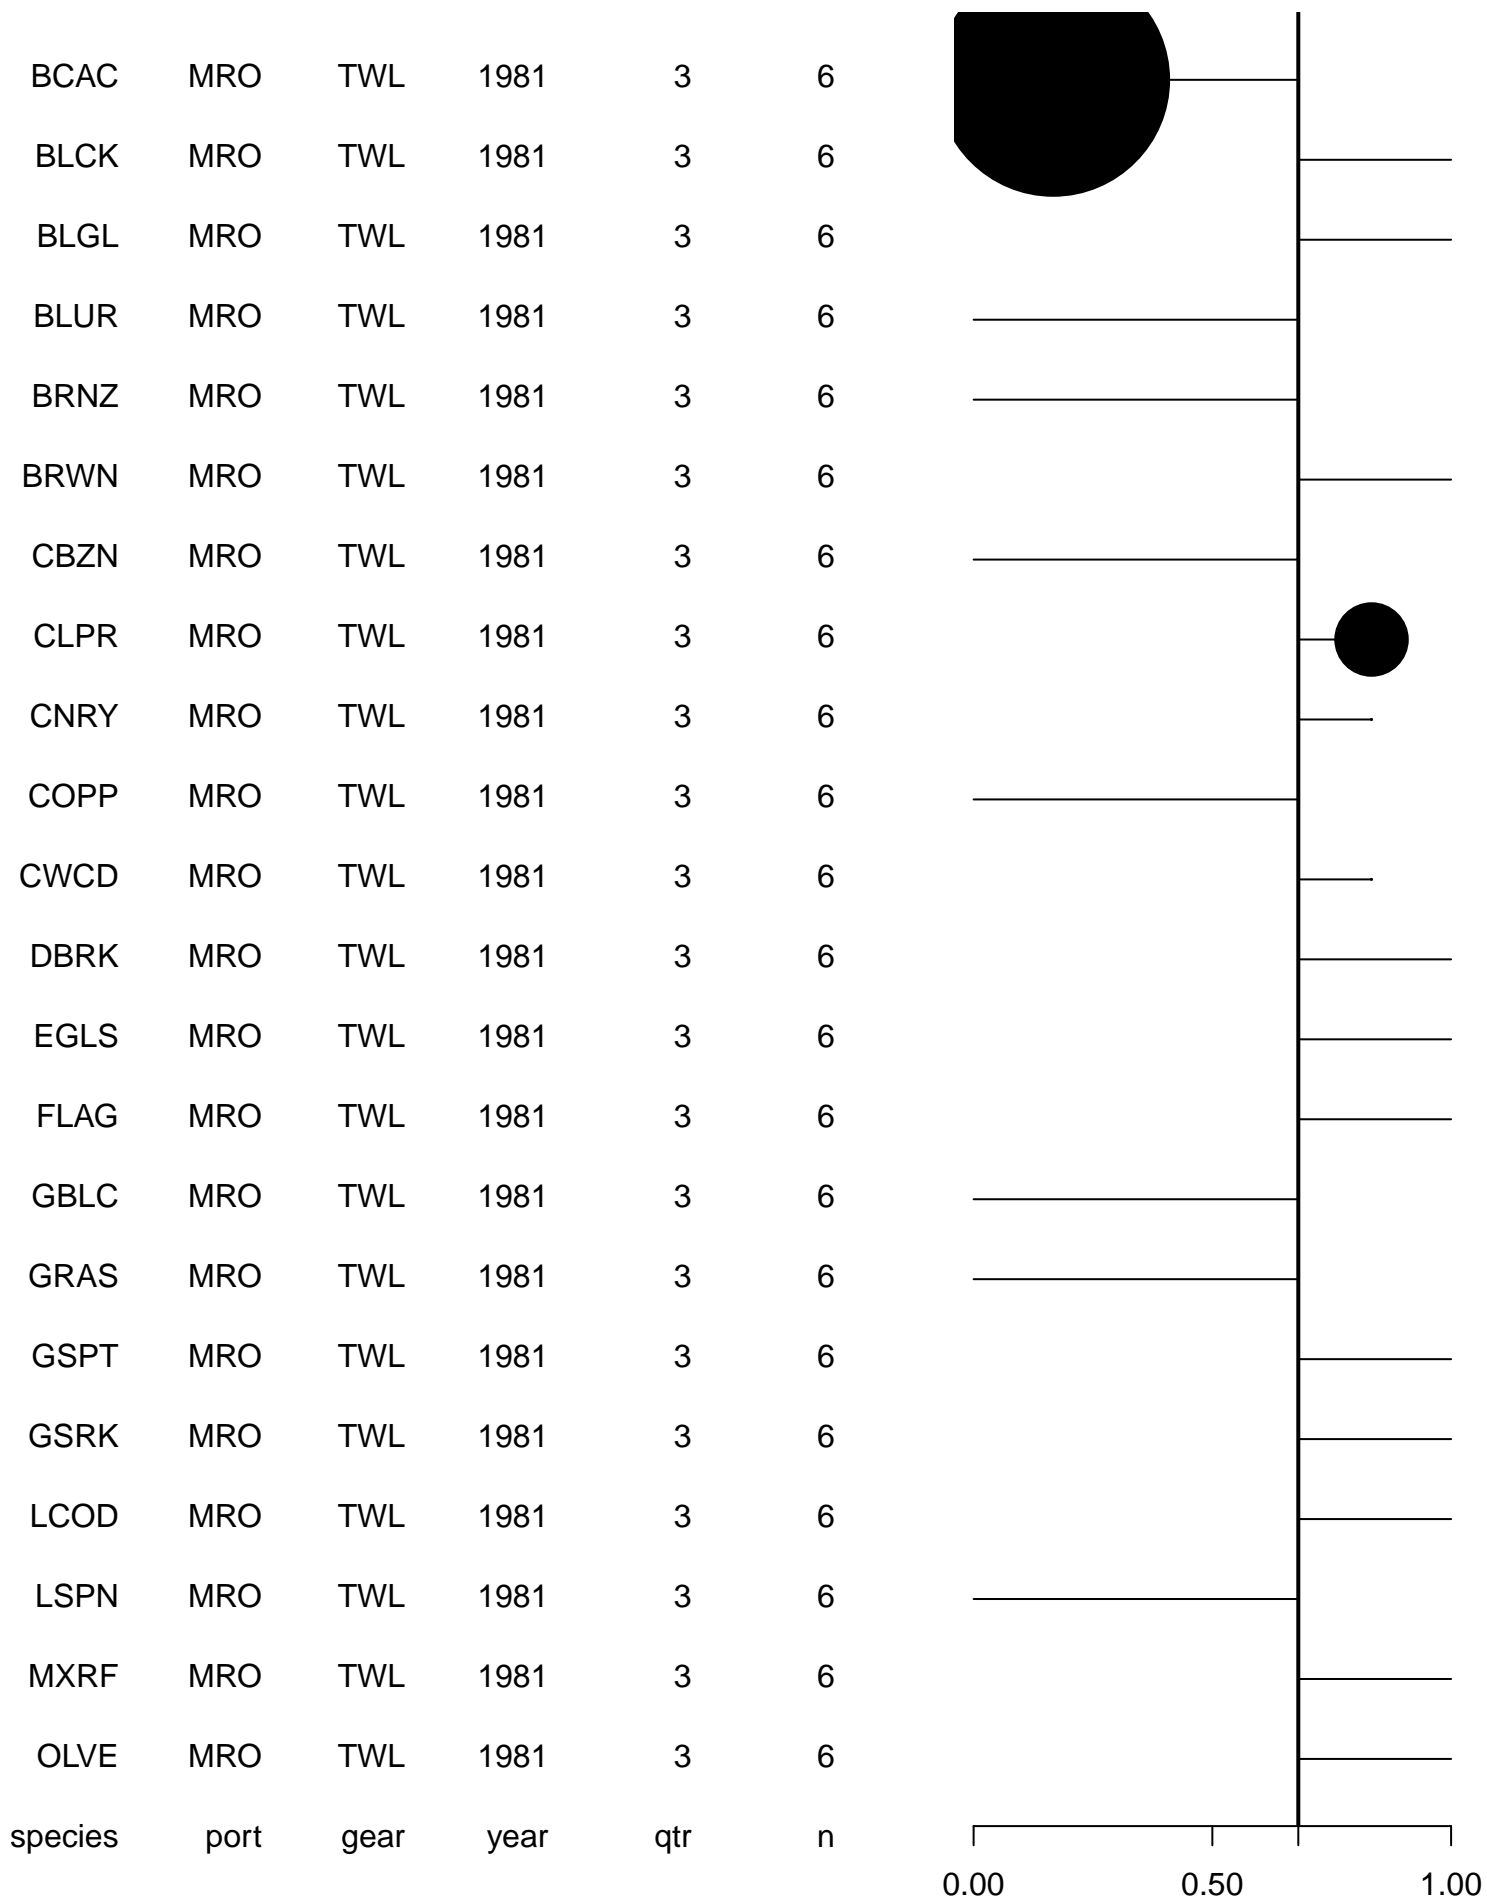 BCAC MRO TWL 1981 3 6
BLCK MRO TWL 1981 3 6
BLGL MRO TWL 1981 3 6
BLUR MRO TWL 1981 3 6
BRNZ MRO TWL 1981 3 6
BRWN MRO TWL 1981 3 6
CBZN MRO TWL 1981 3 6
CLPR MRO TWL 1981 3 6
CNRY MRO TWL 1981 3 6
COPP MRO TWL 1981 3 6
CWCD MRO TWL 1981 3 6
DBRK MRO TWL 1981 3 6
EGLS MRO TWL 1981 3 6
FLAG MRO TWL 1981 3 6
GBLC MRO TWL 1981 3 6
GRAS MRO TWL 1981 3 6
GSPT MRO TWL 1981 3 6
GSRK MRO TWL 1981 3 6
LCOD MRO TWL 1981 3 6
LSPN MRO TWL 1981 3 6
MXRF MRO TWL 1981 3 6
OLVE MRO TWL 1981 3 6
species port gear year qtr n
0.00 0.50 1.00